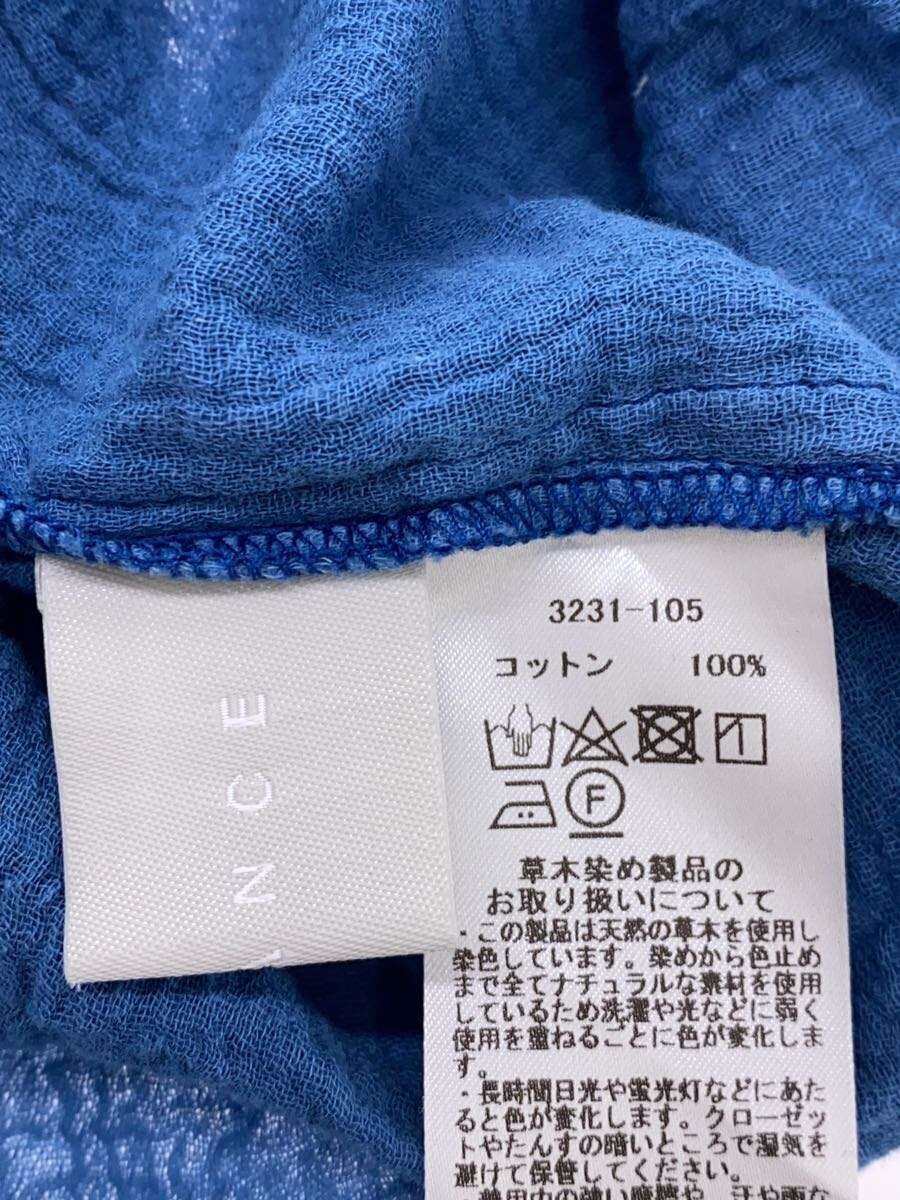 NCE
3231-105
コットン 100%
F
草木染め製品の
お取り扱いについて
・この製品は天然の草木を使用し
染色しています。染めから色止め
まで全てナチュラルな素材を使用
しているため洗濯や光などに弱く
使用を重ねるごとに色が変化しま
す。
・長時間日光や蛍光灯などにあた
ると色が変化します。クローゼッ
トやたんすの暗いところで湿気を
避けて保管してください。